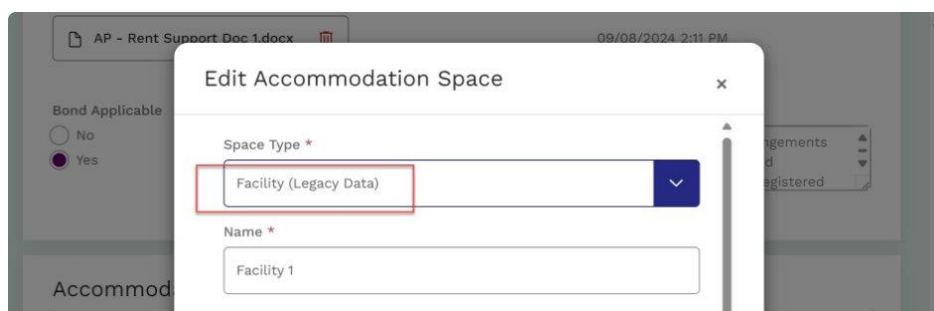 AP - Rent Support Doc 1.docx
09/08/2024 2:11 PM
Edit Accommodation Space
×
Bond Applicable
No
Yes
Space Type *
Facility (Legacy Data)
Name *
Facility 1
ngements
d
egistered
Accommod